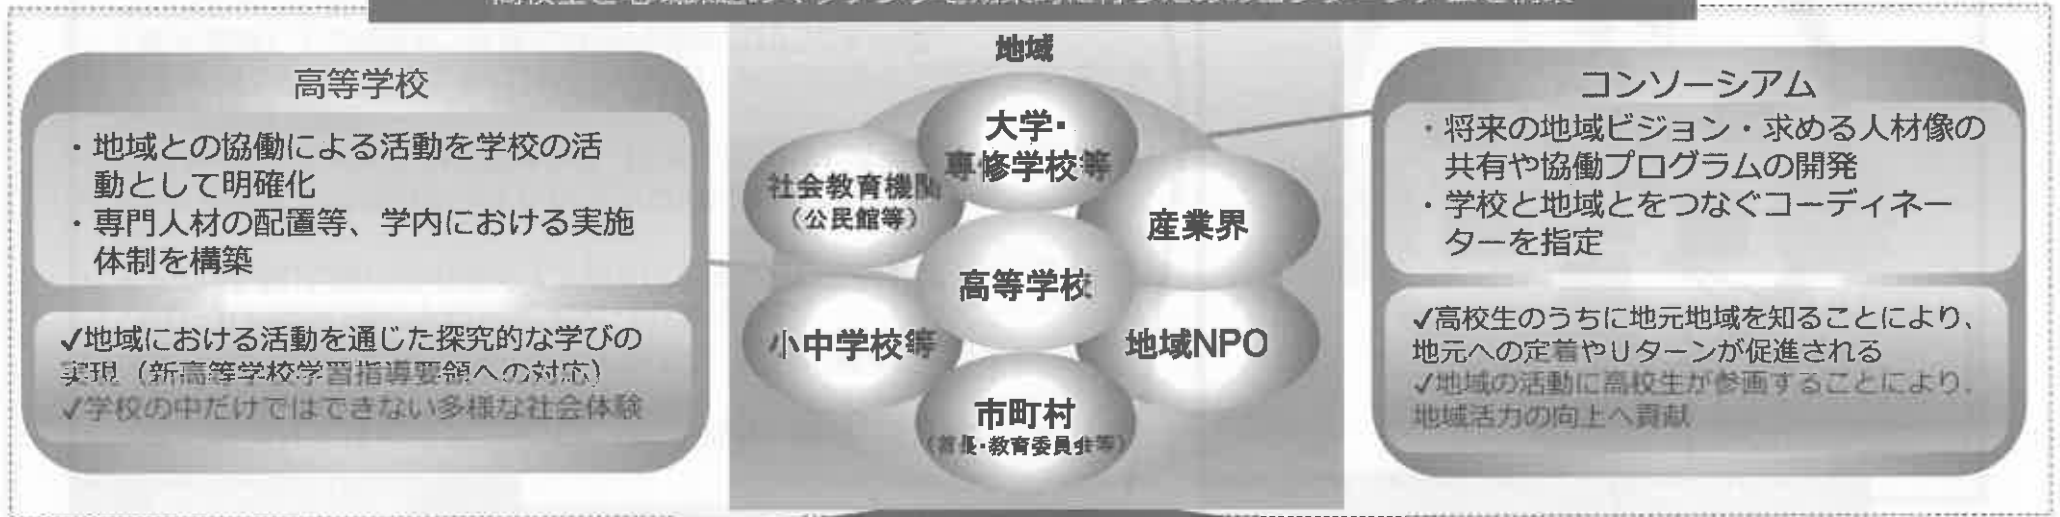 高等学校
・地域との協働による活動を学校の活
動として明確化
・専門人材の配置等、学内における実施
体制を構築
✓地域における活動を通じた探究的な学びの
実現（新高等学校学習指導要領への対応）
✓学校の中だけではできない多様な社会体験
地域
大学・
専修学校等
社会教育機関
（公民館等）
産業界
高等学校
小中学校等
地域NPO
市町村
（首長・教育委員会等）
コンソーシアム
・将来の地域ビジョン・求める人材像の
共有や協働プログラムの開発
・学校と地域とをつなぐコーディネー
ターを指定
✓高校生のうちに地元地域を知ることにより、
地元への定着やUターンが促進される
✓地域の活動に高校生が参画することにより、
地域活力の向上へ貢献